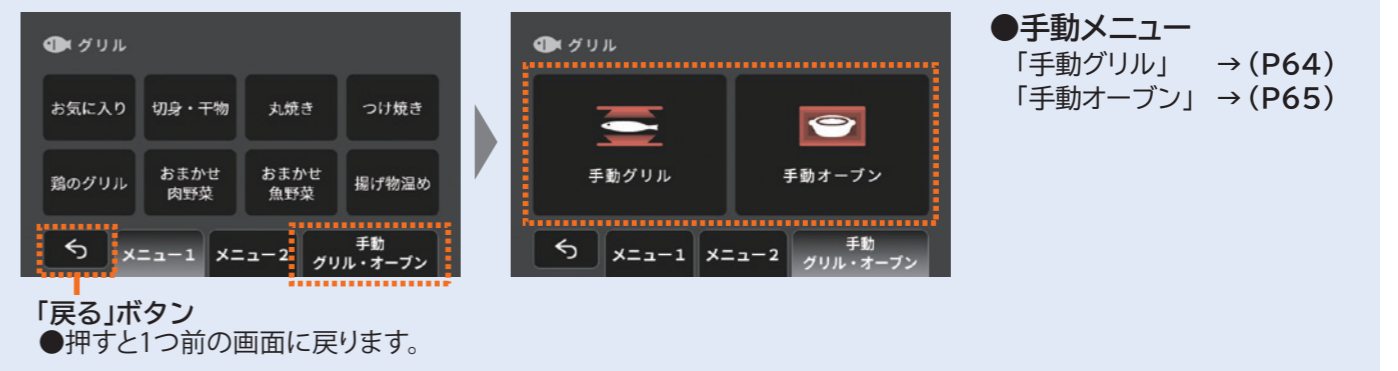 グリル
お気に入り
切身・干物
丸焼き
つけ焼き
鶏のグリル
おまかせ
肉野菜
おまかせ
魚野菜
揚げ物温め
メニュー1
メニュー2
手動
グリル・オーブン
「戻る」ボタン
●押すと1つ前の画面に戻ります。
グリル
手動グリル
手動オーブン
メニュー1
メニュー2
手動
グリル・オーブン
●手動メニュー
「手動グリル」 →(P64)
「手動オーブン」 →(P65)